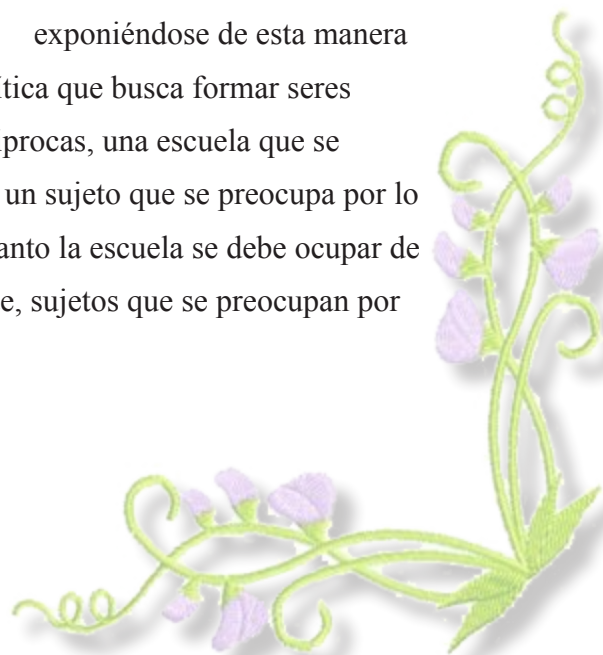 exponiéndose de esta manera
ítica que busca formar seres
íprocas, una escuela que se
un sujeto que se preocupa por lo
anto la escuela se debe ocupar de
e, sujetos que se preocupan por